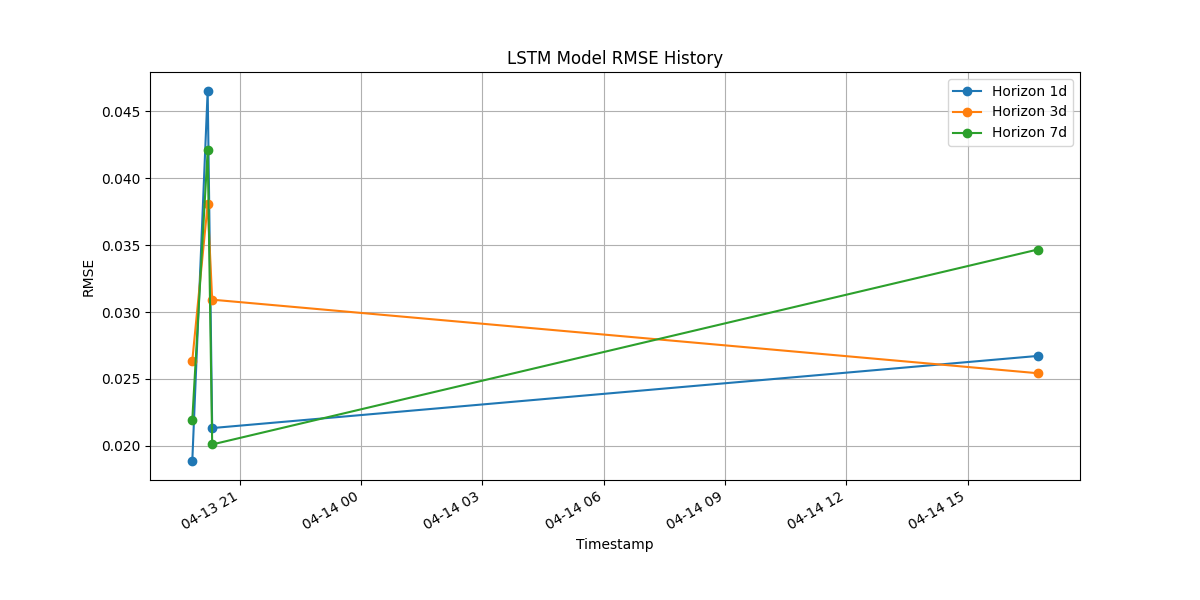 LSTM Model RMSE History
Horizon 1d
Horizon 3d
Horizon 7d
RMSE
0.045
0.040
0.035
0.030
0.025
0.020
04-13 21
04-14 00
04-14 03
04-14 06
04-14 09
04-14 12
04-14 15
Timestamp